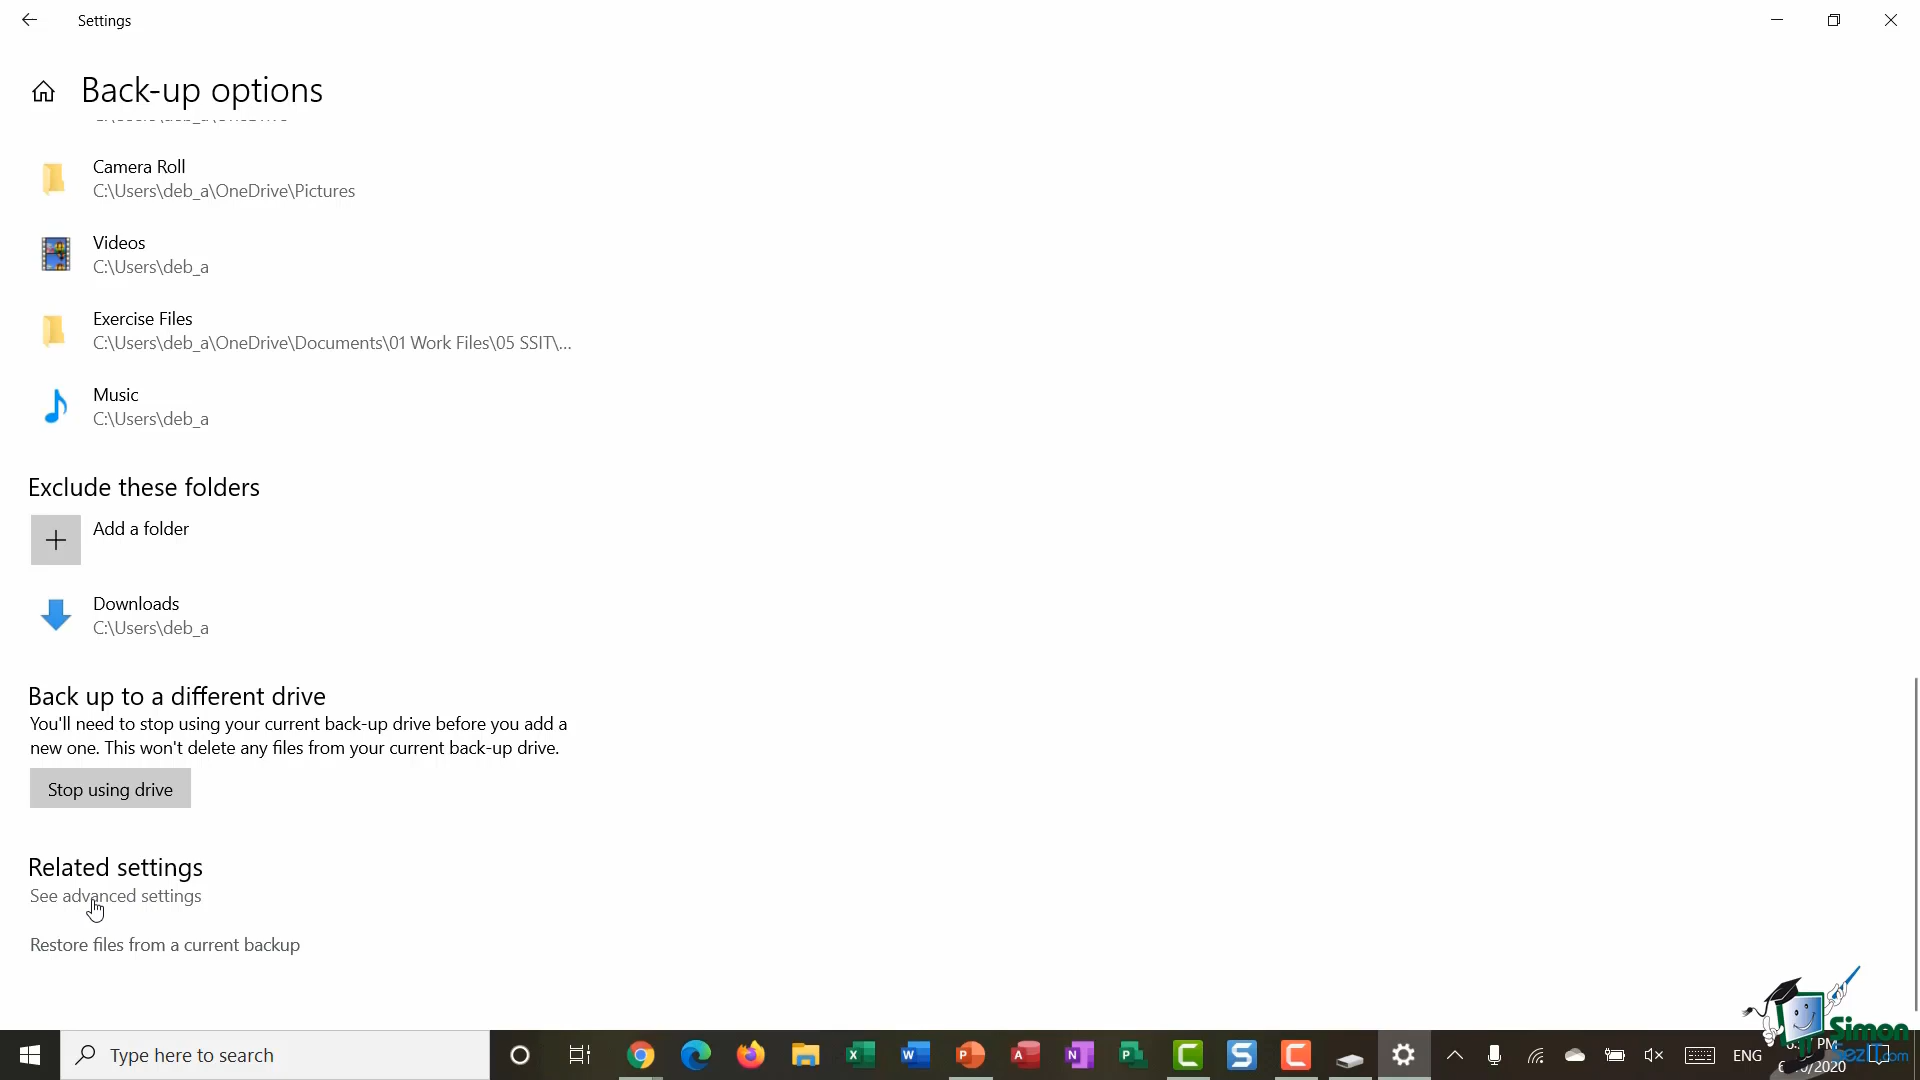 Settings
Back-up options
Camera Roll
C:\Users\deb_a\OneDrive\Pictures
Videos
C:\Users\deb_a
Exercise Files
C:\Users\deb_a\OneDrive\Documents\01 Work Files\05 SSIT\...
Music
C:\Users\deb_a
Exclude these folders
Add a folder
Downloads
C:\Users\deb_a
Back up to a different drive
You'll need to stop using your current back-up drive before you add a
new one. This won't delete any files from your current back-up drive.
Stop using drive
Related settings
See advanced settings
Restore files from a current backup
Type here to search
ENG
PM
Simon
SezIT.com